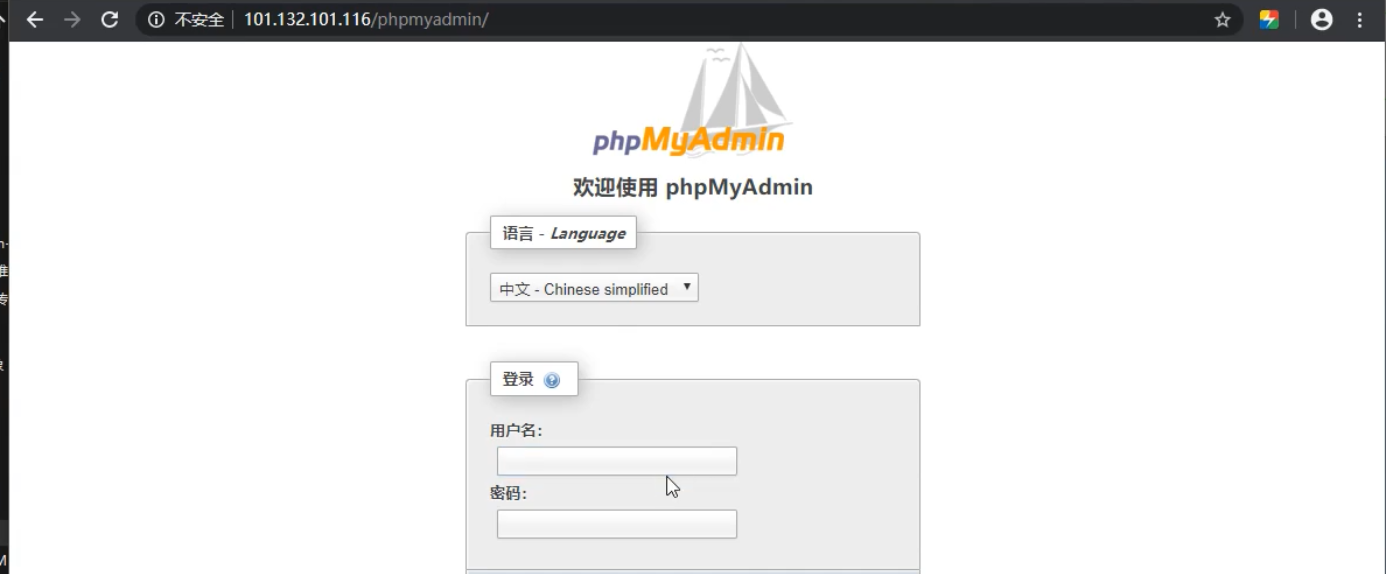 不安全 101.132.101.116/phpmyadmin/
phpMyAdmin
欢迎使用 phpMyAdmin
语言 - Language
中文 - Chinese simplified
登录
用户名：
密码：